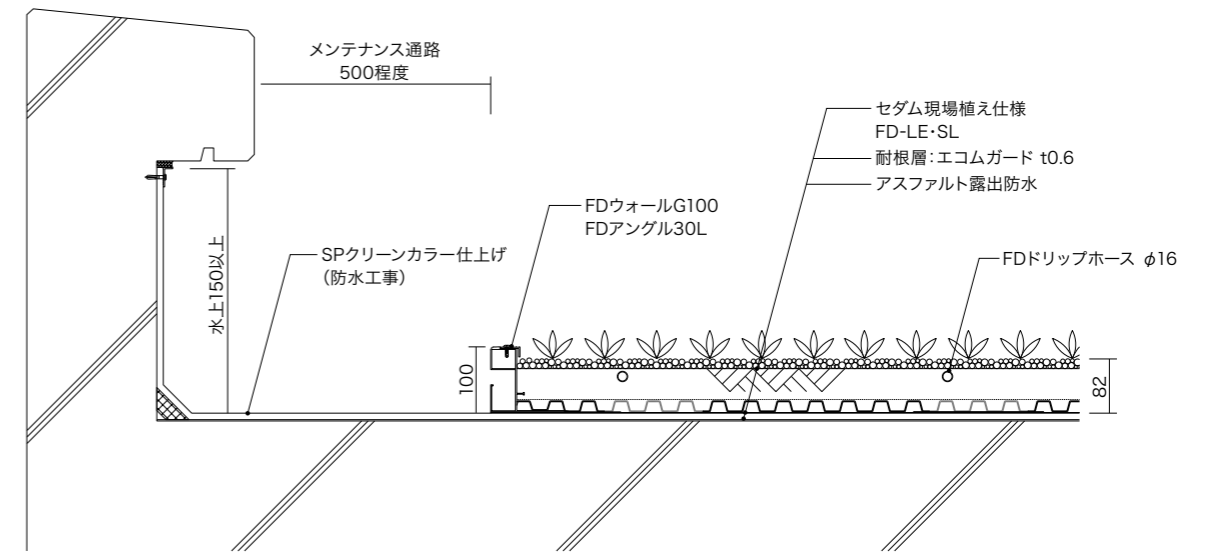 メンテナンス通路
500程度
セダム現場植え仕様
FD-LE・SL
耐根層：エコムガード t0.6
アスファルト露出防水
FDウォールG100
FDアングル30L
SPクリーンカラー仕上げ
（防水工事）
FDドリップホース φ16
水上150以上
100
82